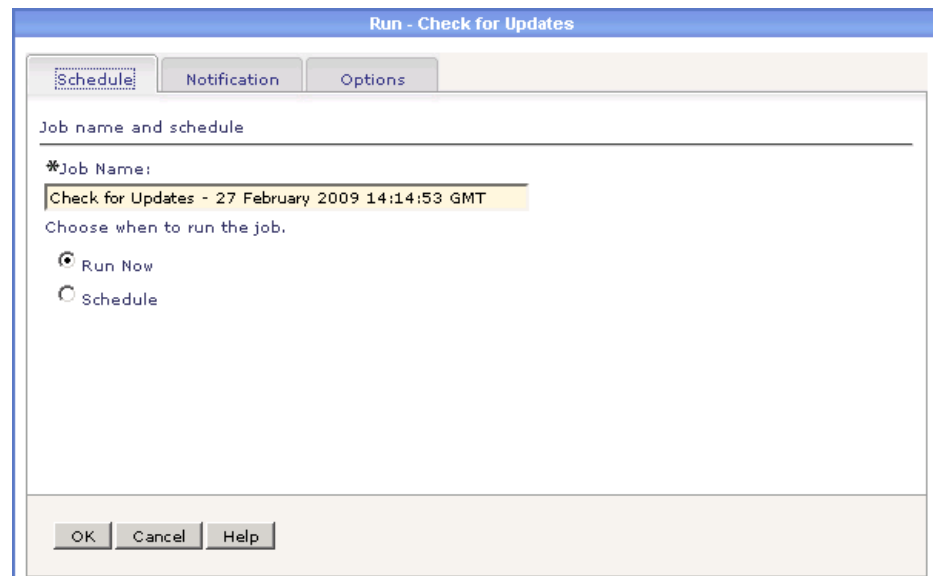 Run - Check for Updates
Schedule Notification Options
Job name and schedule
*Job Name:
Check for Updates - 27 February 2009 14:14:53 GMT
Choose when to run the job.
Run Now
Schedule
OK Cancel Help